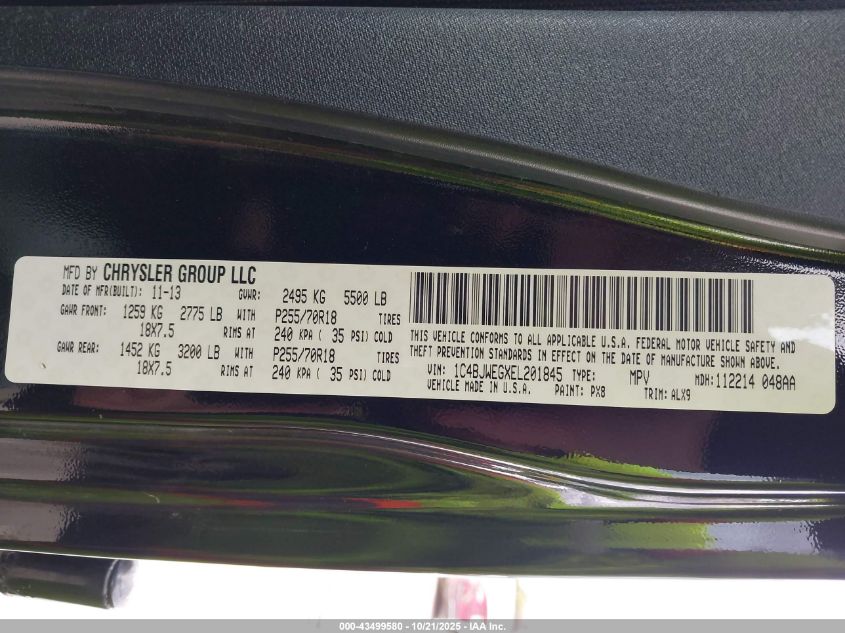 MFD BY CHRYSLER GROUP LLC
DATE OF MFR(BUILT): 11-13 GVWR: 2495 KG 5500 LB
GAWR FRONT: 1259 KG 2775 LB WITH P255/70R18 TIRES
18X7.5 RIMS AT 240 KPA ( 35 PSI) COLD
GAWR REAR: 1452 KG 3200 LB WITH P255/70R18 TIRES
18X7.5 RIMS AT 240 KPA ( 35 PSI) COLD
THIS VEHICLE CONFORMS TO ALL APPLICABLE U.S.A. FEDERAL MOTOR VEHICLE SAFETY AND
THEFT PREVENTION STANDARDS IN EFFECT ON THE DATE OF MANUFACTURE SHOWN ABOVE.
VIN: 1C4BJWEGXEL201845 TYPE: MPV MDH: 112214 048AA
VEHICLE MADE IN U.S.A. PAINT: PX8 TRIM: ALX9
000-43499580 - 10/21/2025 - IAA Inc.